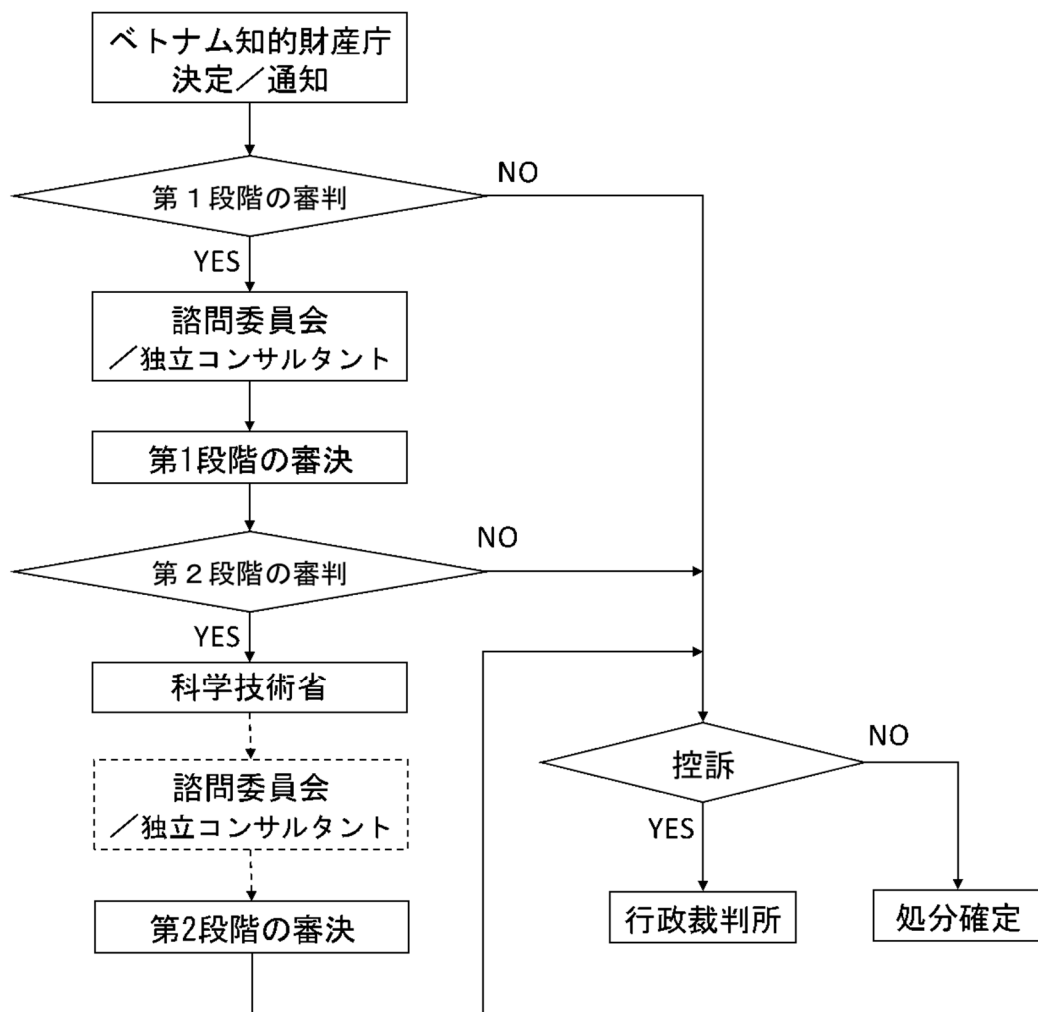 ベトナム知的財産庁
決定／通知
第１段階の審判
NO
YES
諮問委員会
／独立コンサルタント
第1段階の審決
第２段階の審判
NO
YES
科学技術省
諮問委員会
／独立コンサルタント
第2段階の審決
控訴
NO
YES
行政裁判所
処分確定